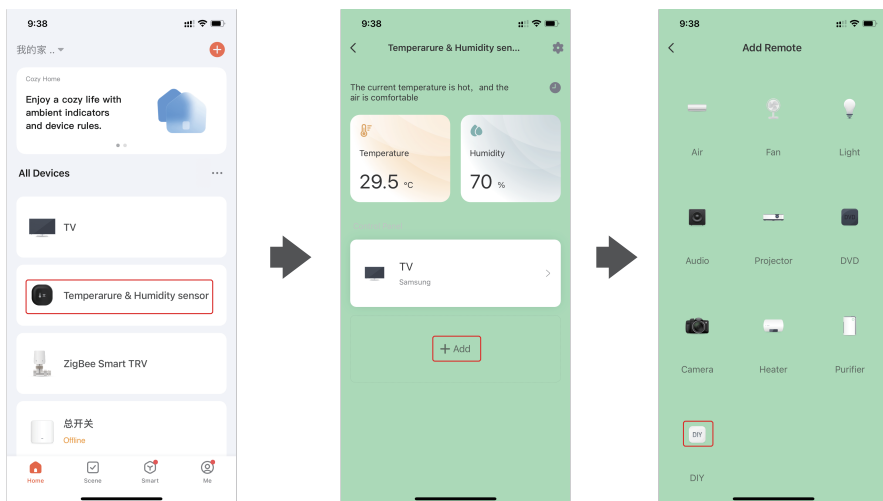 9:38
我的家 ..
Cozy Home
Enjoy a cozy life with
ambient indicators
and device rules.
All Devices
TV
Temperarure & Humidity sensor
ZigBee Smart TRV
总开关
Offline
Home
Scene
Smart
Me
9:38
Temperarure & Humidity sen...
The current temperature is hot, and the
air is comfortable
Temperature
Humidity
29.5 °C
70 %
TV
Samsung
+ Add
9:38
Add Remote
Air
Fan
Light
DVD
Audio
Projector
DVD
Camera
Heater
Purifier
DIY
DIY